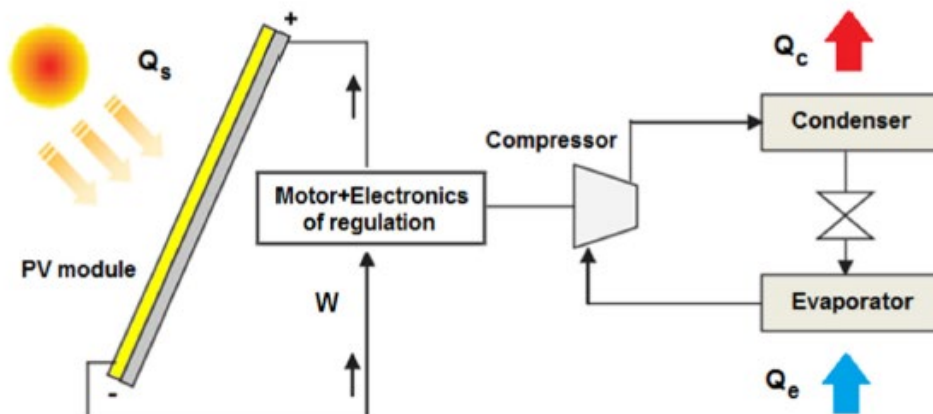 +
Qs
Qc
Compressor
Condenser
Motor+Electronics
of regulation
PV module
W
Evaporator
-
Qe